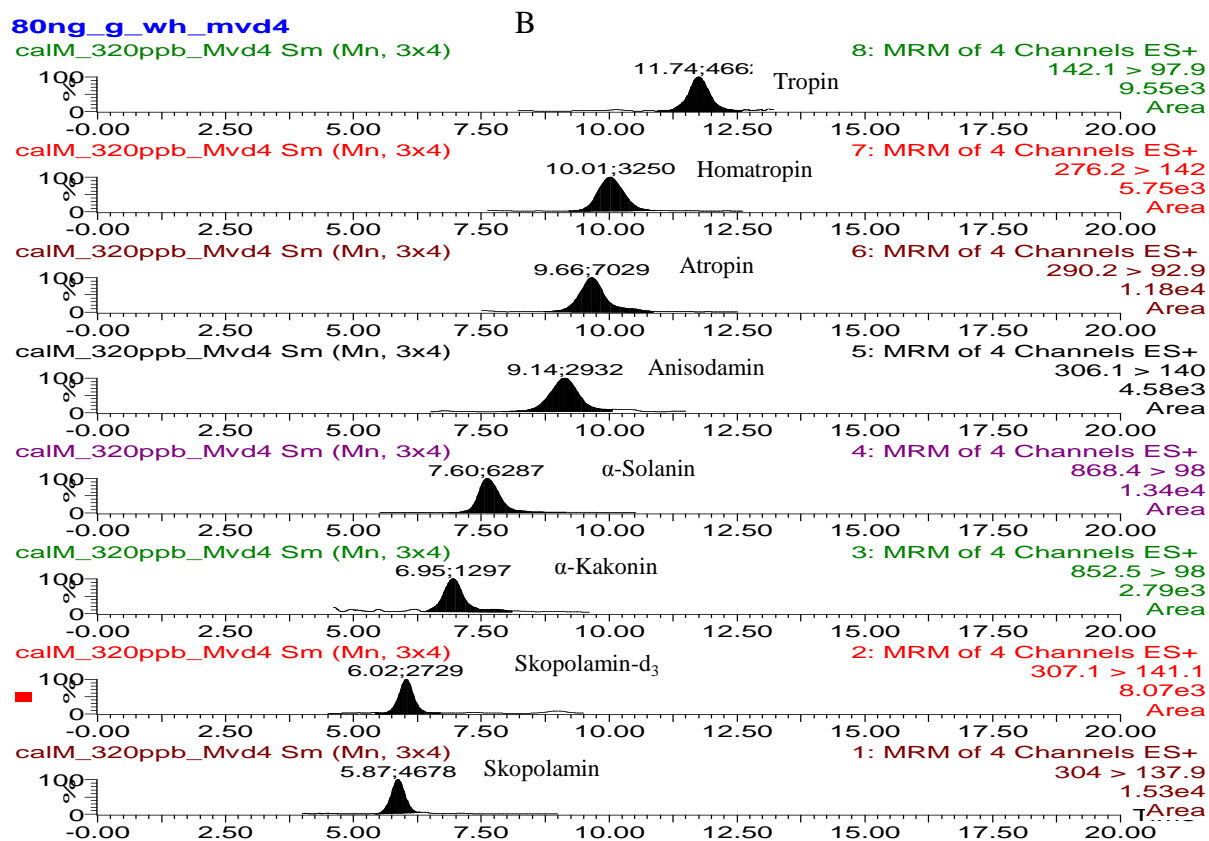 80ng_g_wh_mvd4 B
calM_320ppb_Mvd4 Sm (Mn, 3x4) 8: MRM of 4 Channels ES+
142.1 > 97.9
9.55e3
Area
11.74;4662 Tropin
100
%
0
-0.00 2.50 5.00 7.50 10.00 12.50 15.00 17.50 20.00
calM_320ppb_Mvd4 Sm (Mn, 3x4) 7: MRM of 4 Channels ES+
276.2 > 142
5.75e3
Area
10.01;3250 Homatropin
100
%
0
-0.00 2.50 5.00 7.50 10.00 12.50 15.00 17.50 20.00
calM_320ppb_Mvd4 Sm (Mn, 3x4) 6: MRM of 4 Channels ES+
290.2 > 92.9
1.18e4
Area
9.66;7029 Atropin
100
%
0
-0.00 2.50 5.00 7.50 10.00 12.50 15.00 17.50 20.00
calM_320ppb_Mvd4 Sm (Mn, 3x4) 5: MRM of 4 Channels ES+
306.1 > 140
4.58e3
Area
9.14;2932 Anisodamin
100
%
0
-0.00 2.50 5.00 7.50 10.00 12.50 15.00 17.50 20.00
calM_320ppb_Mvd4 Sm (Mn, 3x4) 4: MRM of 4 Channels ES+
868.4 > 98
1.34e4
Area
7.60;6287 α-Solanin
100
%
0
-0.00 2.50 5.00 7.50 10.00 12.50 15.00 17.50 20.00
calM_320ppb_Mvd4 Sm (Mn, 3x4) 3: MRM of 4 Channels ES+
852.5 > 98
2.79e3
Area
6.95;1297 α-Kakonin
100
%
0
-0.00 2.50 5.00 7.50 10.00 12.50 15.00 17.50 20.00
calM_320ppb_Mvd4 Sm (Mn, 3x4) 2: MRM of 4 Channels ES+
307.1 > 141.1
8.07e3
Area
6.02;2729 Skopolamin-d₃
100
%
0
-0.00 2.50 5.00 7.50 10.00 12.50 15.00 17.50 20.00
calM_320ppb_Mvd4 Sm (Mn, 3x4) 1: MRM of 4 Channels ES+
304 > 137.9
1.53e4
Area
5.87;4678 Skopolamin
100
%
0
-0.00 2.50 5.00 7.50 10.00 12.50 15.00 17.50 20.00